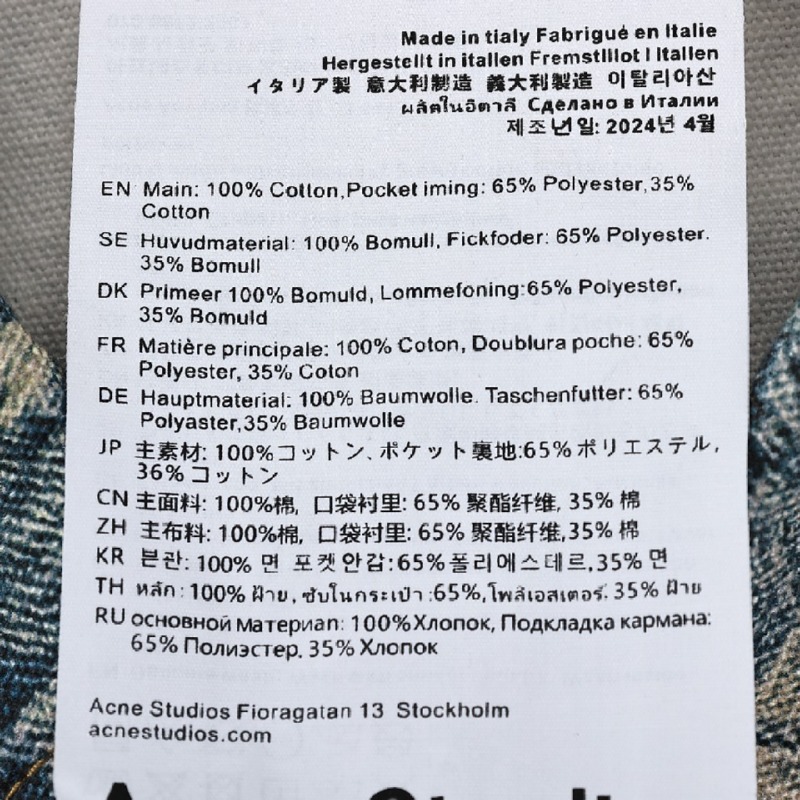 Made in tialy Fabrigué en Italie
Hergestellt in itallen Fremstlllot l Itallen
イタリア製 意大利制造 義大利製造 이탈리아산
ผลิตในอิตาลี Сделано в Италии
제조년일: 2024년 4월
EN Main: 100% Cotton,Pocket iming: 65% Polyester,35%
Cotton
SE Huvudmaterial: 100% Bomull, Fickfoder: 65% Polyester.
35% Bomull
DK Primeer 100% Bomuld, Lommefoning:65% Polyester,
35% Bomuld
FR Matière principale: 100% Coton, Doublura poche: 65%
Polyester, 35% Coton
DE Hauptmaterial: 100% Baumwolle. Taschenfutter: 65%
Polyaster,35% Baumwolle
JP 主素材: 100%コットン、ポケット裏地:65%ポリエステル,
36%コットン
CN 主面料: 100%棉, 口袋衬里: 65% 聚酯纤维, 35% 棉
ZH 主布料: 100%棉, 口袋衬里: 65% 聚酯纤维,35% 棉
KR 븐관: 100% 면 포켓안감:65%폴리에스데르,35% 면
TH หลัก: 100% ฝ้าย, ซับในกระเป๋า :65%,โพลิเอสเตอร์. 35% ฝ้าย
RU основной материап: 100%Хлопок, Подкладка кармана:
65% Полиэстер. 35% Хлопок
Acne Studios Fioragatan 13 Stockholm
acnestudios.com